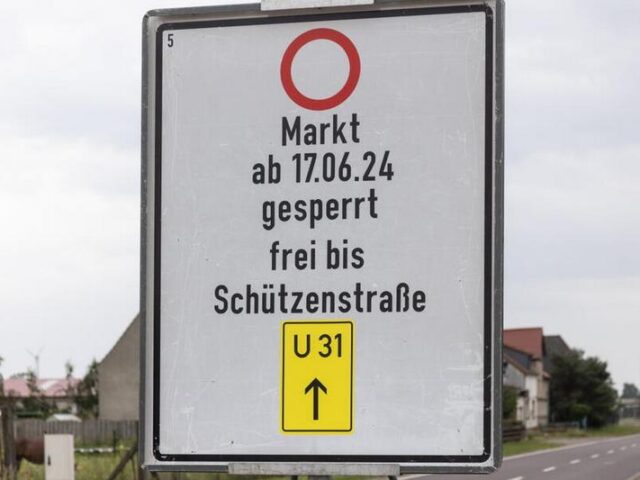 5
Markt
ab 17.06.24
gesperrt
frei bis
Schützenstraße
U 31